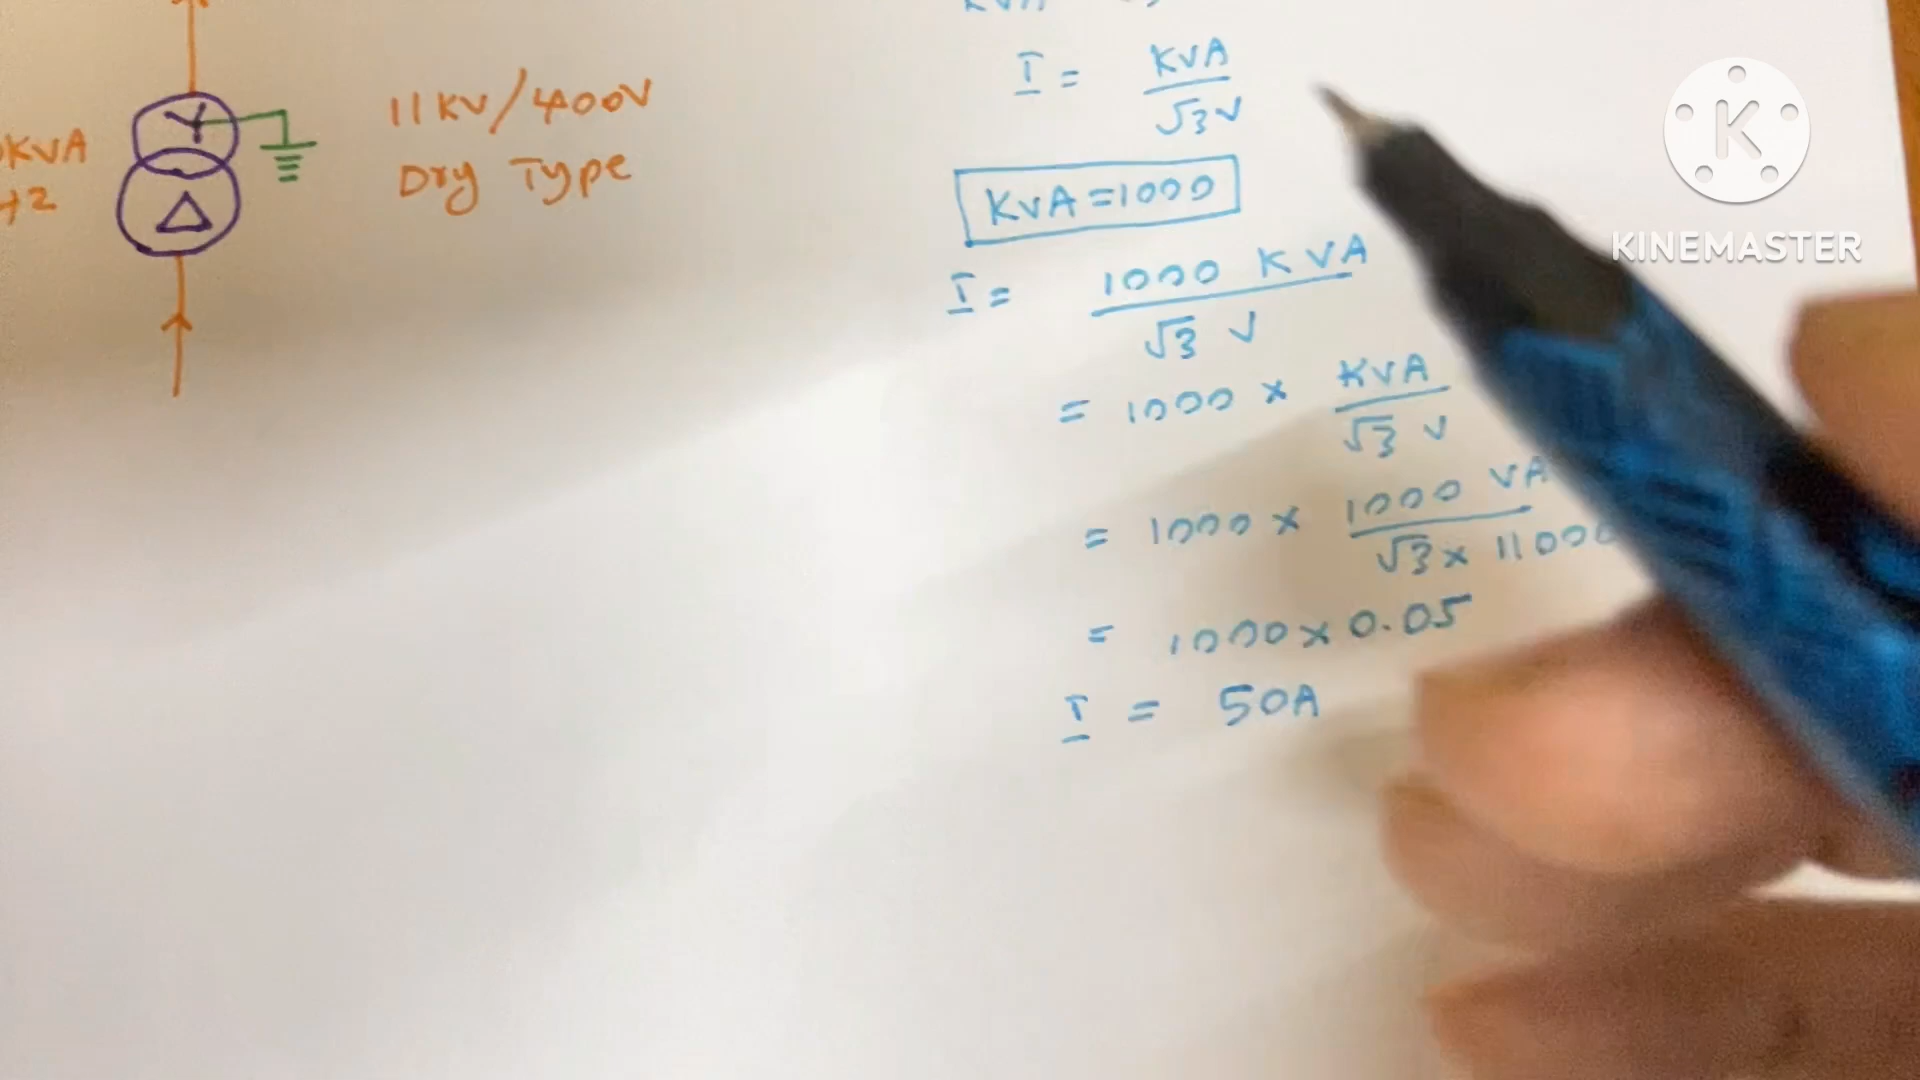 11KV/400V
Dry Type
KVA
I = KVA / √3 V
KVA = 1000
I = 1000 KVA / √3 V
= 1000 × KVA / √3 V
= 1000 × 1000 VA / √3 × 11000
= 1000 × 0.05
I = 50A
K
KINEMASTER